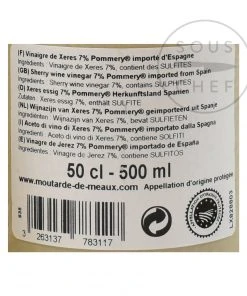 SOUS
CHEF
(F) Vinaigre de Xeres 7% Pommery® importé d'Espagne
Ingrédients : Vinaigre de Xeres 7%, contient des SULFITES
(GB) Sherry wine vinegar 7% Pommery® imported from Spain
Ingredients : Sherry wine vinegar 7%, contains SULPHITES
(D) Xeres essig 7% Pommery® Herkunftsland Spanien
Zutaten : Xeres essig 7%, enthält SULFITE
(NL) Wijnazijn van Xeres 7% Pommery® geïmporteerd uit Spanje
Ingrediënten : Wijnazijn van Xeres 7%, bevat SULFIETEN
(I) Aceto di vino di Xeres 7% Pommery® importato dalla Spagna
Ingredienti : Aceto di vino di Xeres 7%, contiene SOLFITI
(E) Vinagre de Jerez 7% Pommery® importado de España
Ingredientes : Vinagre de Jerez 7%, contiene SULFITOS
50 cl - 500 ml
www.moutarde-de-meaux.com
Appellation d'origine protégée
3 263137 783117
LX828803